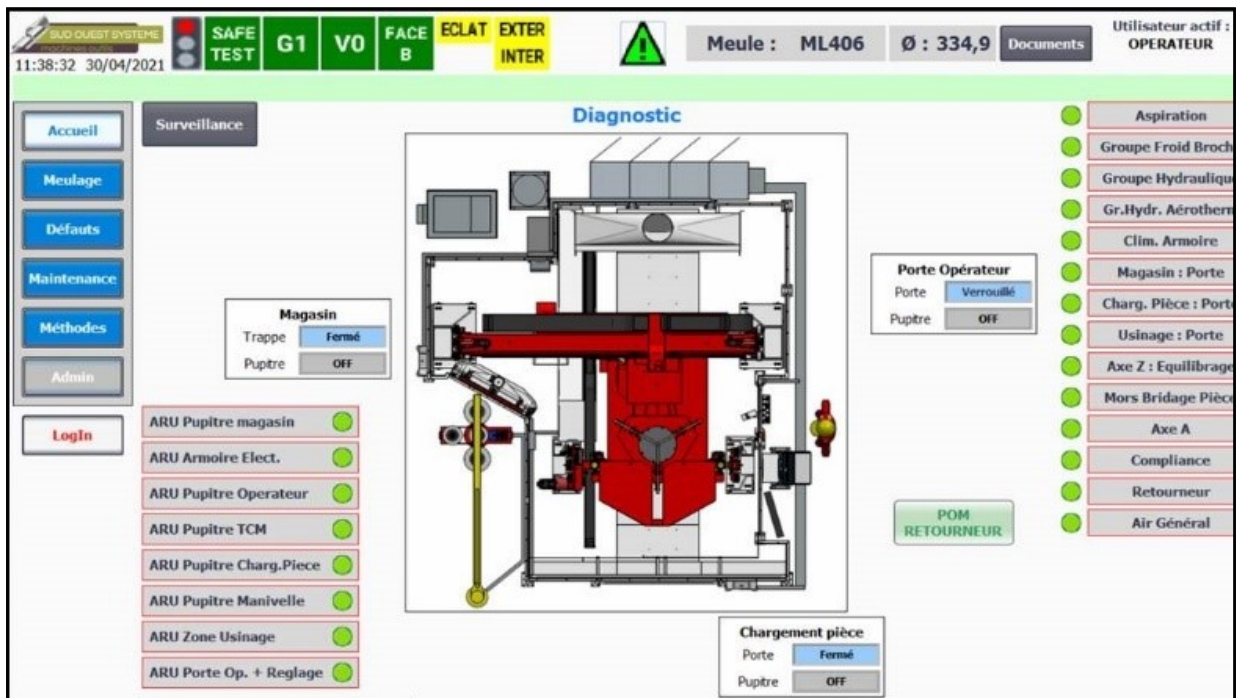 SUD OUEST SYSTEME
machines outils
11:38:32 30/04/2021
SAFE
TEST
G1
V0
FACE
B
ECLAT
EXTER
INTER
Meule : ML406
Ø : 334,9
Documents
Utilisateur actif :
OPERATEUR
Accueil
Meulage
Défauts
Maintenance
Méthodes
Admin
LogIn
Surveillance
Diagnostic
Magasin
Trappe Fermé
Pupitre OFF
ARU Pupitre magasin
ARU Armoire Elect.
ARU Pupitre Operateur
ARU Pupitre TCM
ARU Pupitre Charg.Piece
ARU Pupitre Manivelle
ARU Zone Usinage
ARU Porte Op. + Reglage
Porte Opérateur
Porte Verrouillé
Pupitre OFF
POM
RETOURNEUR
Chargement pièce
Porte Fermé
Pupitre OFF
Aspiration
Groupe Froid Broch
Groupe Hydrauliqu
Gr.Hydr. Aérotherm
Clim. Armoire
Magasin : Porte
Charg. Pièce : Porte
Usinage : Porte
Axe Z : Equilibrage
Mors Bridage Pièce
Axe A
Compliance
Retourneur
Air Général